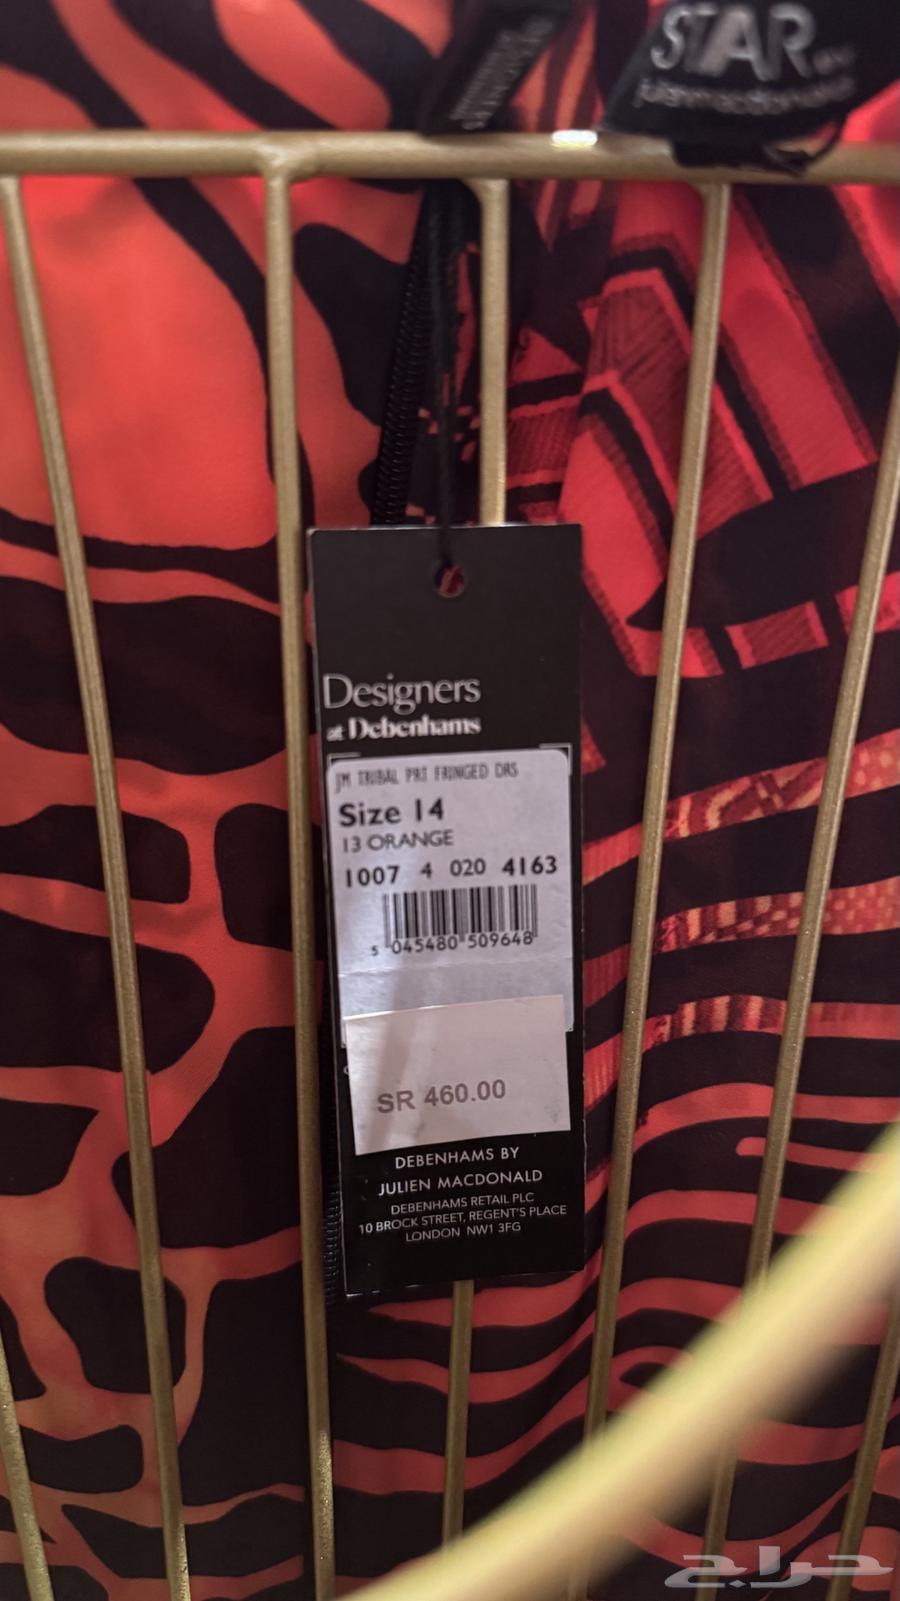 STAR BY
julienmacdonald
Designers
at Debenhams
JM TRIBAL PRT FRINGED DRS
Size 14
13 ORANGE
1007 4 020 4163
5 045480 509648
SR 460.00
DEBENHAMS BY
JULIEN MACDONALD
DEBENHAMS RETAIL PLC
10 BROCK STREET, REGENT'S PLACE
LONDON NW1 3FG
حراج